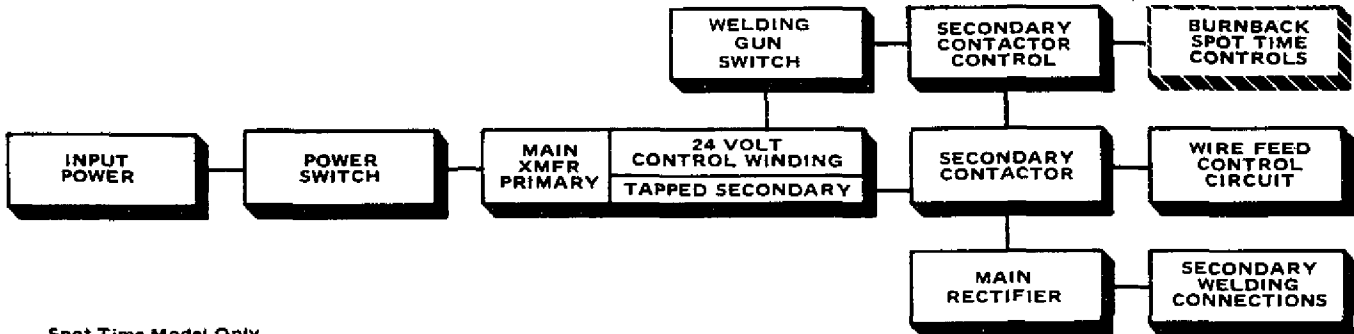 WELDING
GUN
SWITCH
SECONDARY
CONTACTOR
CONTROL
BURNBACK
SPOT TIME
CONTROLS
INPUT
POWER
POWER
SWITCH
MAIN
XMFR
PRIMARY
24 VOLT
CONTROL WINDING
TAPPED SECONDARY
SECONDARY
CONTACTOR
WIRE FEED
CONTROL
CIRCUIT
MAIN
RECTIFIER
SECONDARY
WELDING
CONNECTIONS
Spot Time Model Only